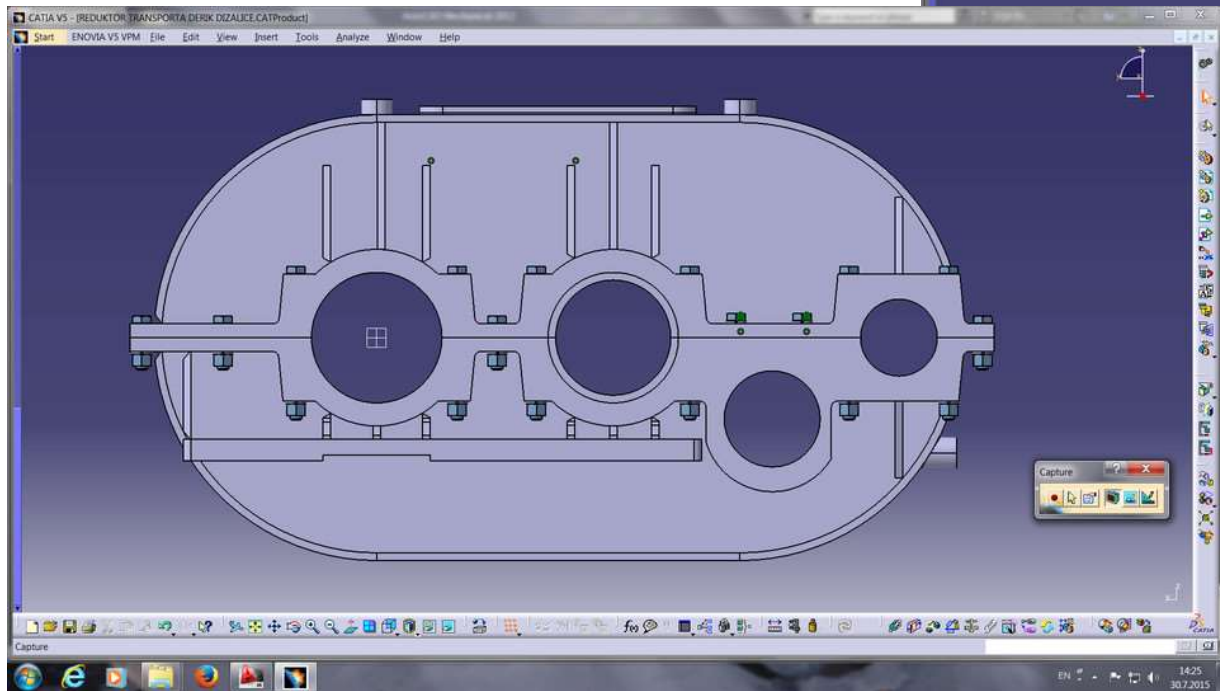 CATIA V5 - [REDUKTOR TRANSPORTA DERIK DIZALICE.CATProduct]
Start ENOVIA V5 VPM File Edit View Insert Tools Analyze Window Help
Capture
Capture
CATIA
EN
14:25
30.7.2015